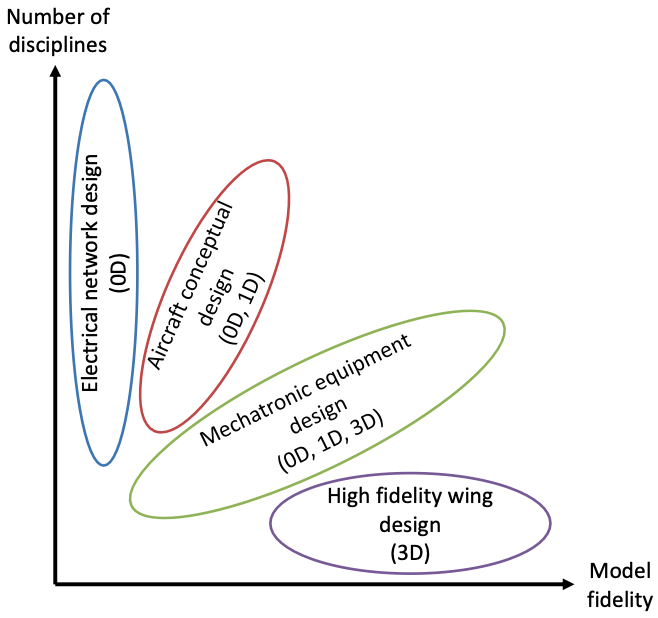 Number of
disciplines
Electrical network design
(0D)
Aircraft conceptual
design
(0D, 1D)
Mechatronic equipment
design
(0D, 1D, 3D)
High fidelity wing
design
(3D)
Model
fidelity